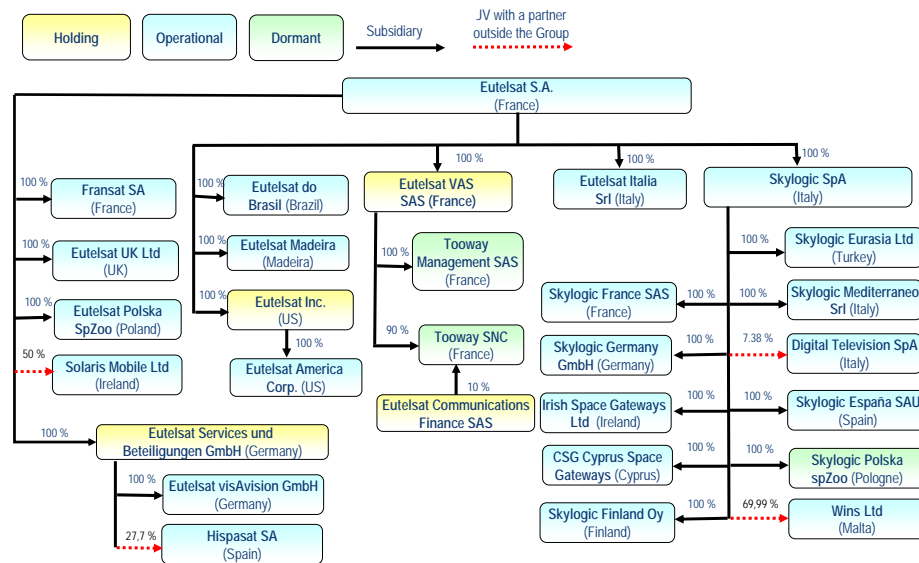 Holding
Operational
Dormant
Subsidiary
JV with a partner
outside the Group
Eutelsat S.A.
(France)
100 %
Fransat SA
(France)
100 %
Eutelsat UK Ltd
(UK)
100 %
Eutelsat Polska
SpZoo (Poland)
50 %
Solaris Mobile Ltd
(Ireland)
100 %
Eutelsat Services und
Beteiligungen GmbH (Germany)
100 %
Eutelsat visAvision GmbH
(Germany)
27,7 %
Hispasat SA
(Spain)
100 %
Eutelsat do
Brasil (Brazil)
100 %
Eutelsat Madeira
(Madeira)
100 %
Eutelsat Inc.
(US)
100 %
Eutelsat America
Corp. (US)
100 %
Eutelsat VAS
SAS (France)
100 %
Tooway
Management SAS
(France)
90 %
Tooway SNC
(France)
10 %
Eutelsat Communications
Finance SAS
100 %
Eutelsat Italia
Srl (Italy)
100 %
Skylogic SpA
(Italy)
100 %
Skylogic Eurasia Ltd
(Turkey)
Skylogic France SAS
(France)
100 %
100 %
Skylogic Mediterraneo
Srl (Italy)
Skylogic Germany
GmbH (Germany)
100 %
7.38 %
Digital Television SpA
(Italy)
Irish Space Gateways
Ltd (Ireland)
100 %
100 %
Skylogic España SAU
(Spain)
CSG Cyprus Space
Gateways (Cyprus)
100 %
100 %
Skylogic Polska
spZoo (Pologne)
Skylogic Finland Oy
(Finland)
100 %
69,99 %
Wins Ltd
(Malta)